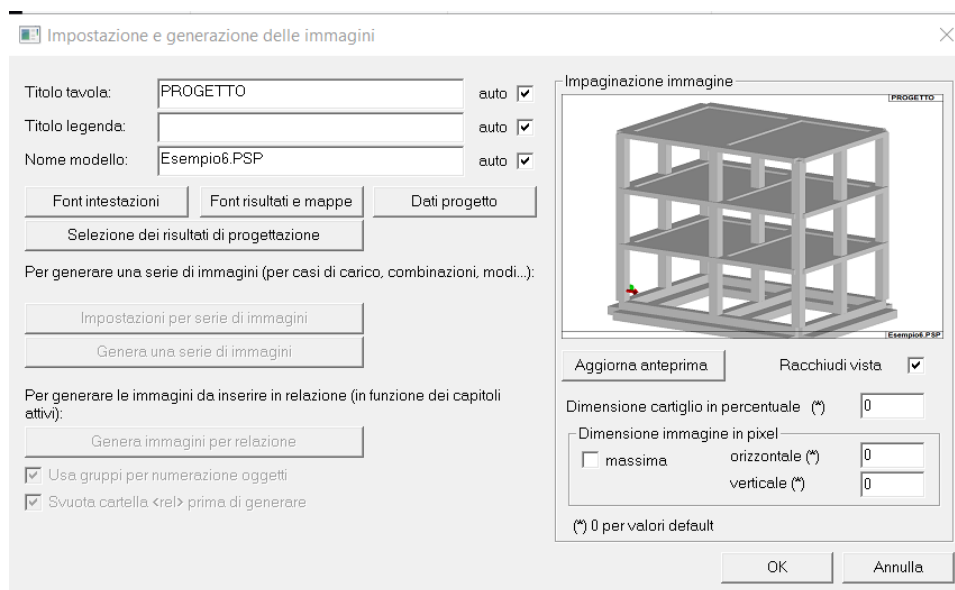 Impostazione e generazione delle immagini
Titolo tavola: PROGETTO auto
Titolo legenda: auto
Nome modello: Esempio6.PSP auto
Font intestazioni Font risultati e mappe Dati progetto
Selezione dei risultati di progettazione
Per generare una serie di immagini (per casi di carico, combinazioni, modi...):
Impostazioni per serie di immagini
Genera una serie di immagini
Per generare le immagini da inserire in relazione (in funzione dei capitoli
attivi):
Genera immagini per relazione
Usa gruppi per numerazione oggetti
Svuota cartella <rel> prima di generare
Impaginazione immagine
PROGETTO
Esempio6.PSP
Aggiorna anteprima Racchiudi vista
Dimensione cartiglio in percentuale (*) 0
Dimensione immagine in pixel
massima orizzontale (*) 0
verticale (*) 0
(*) 0 per valori default
OK Annulla